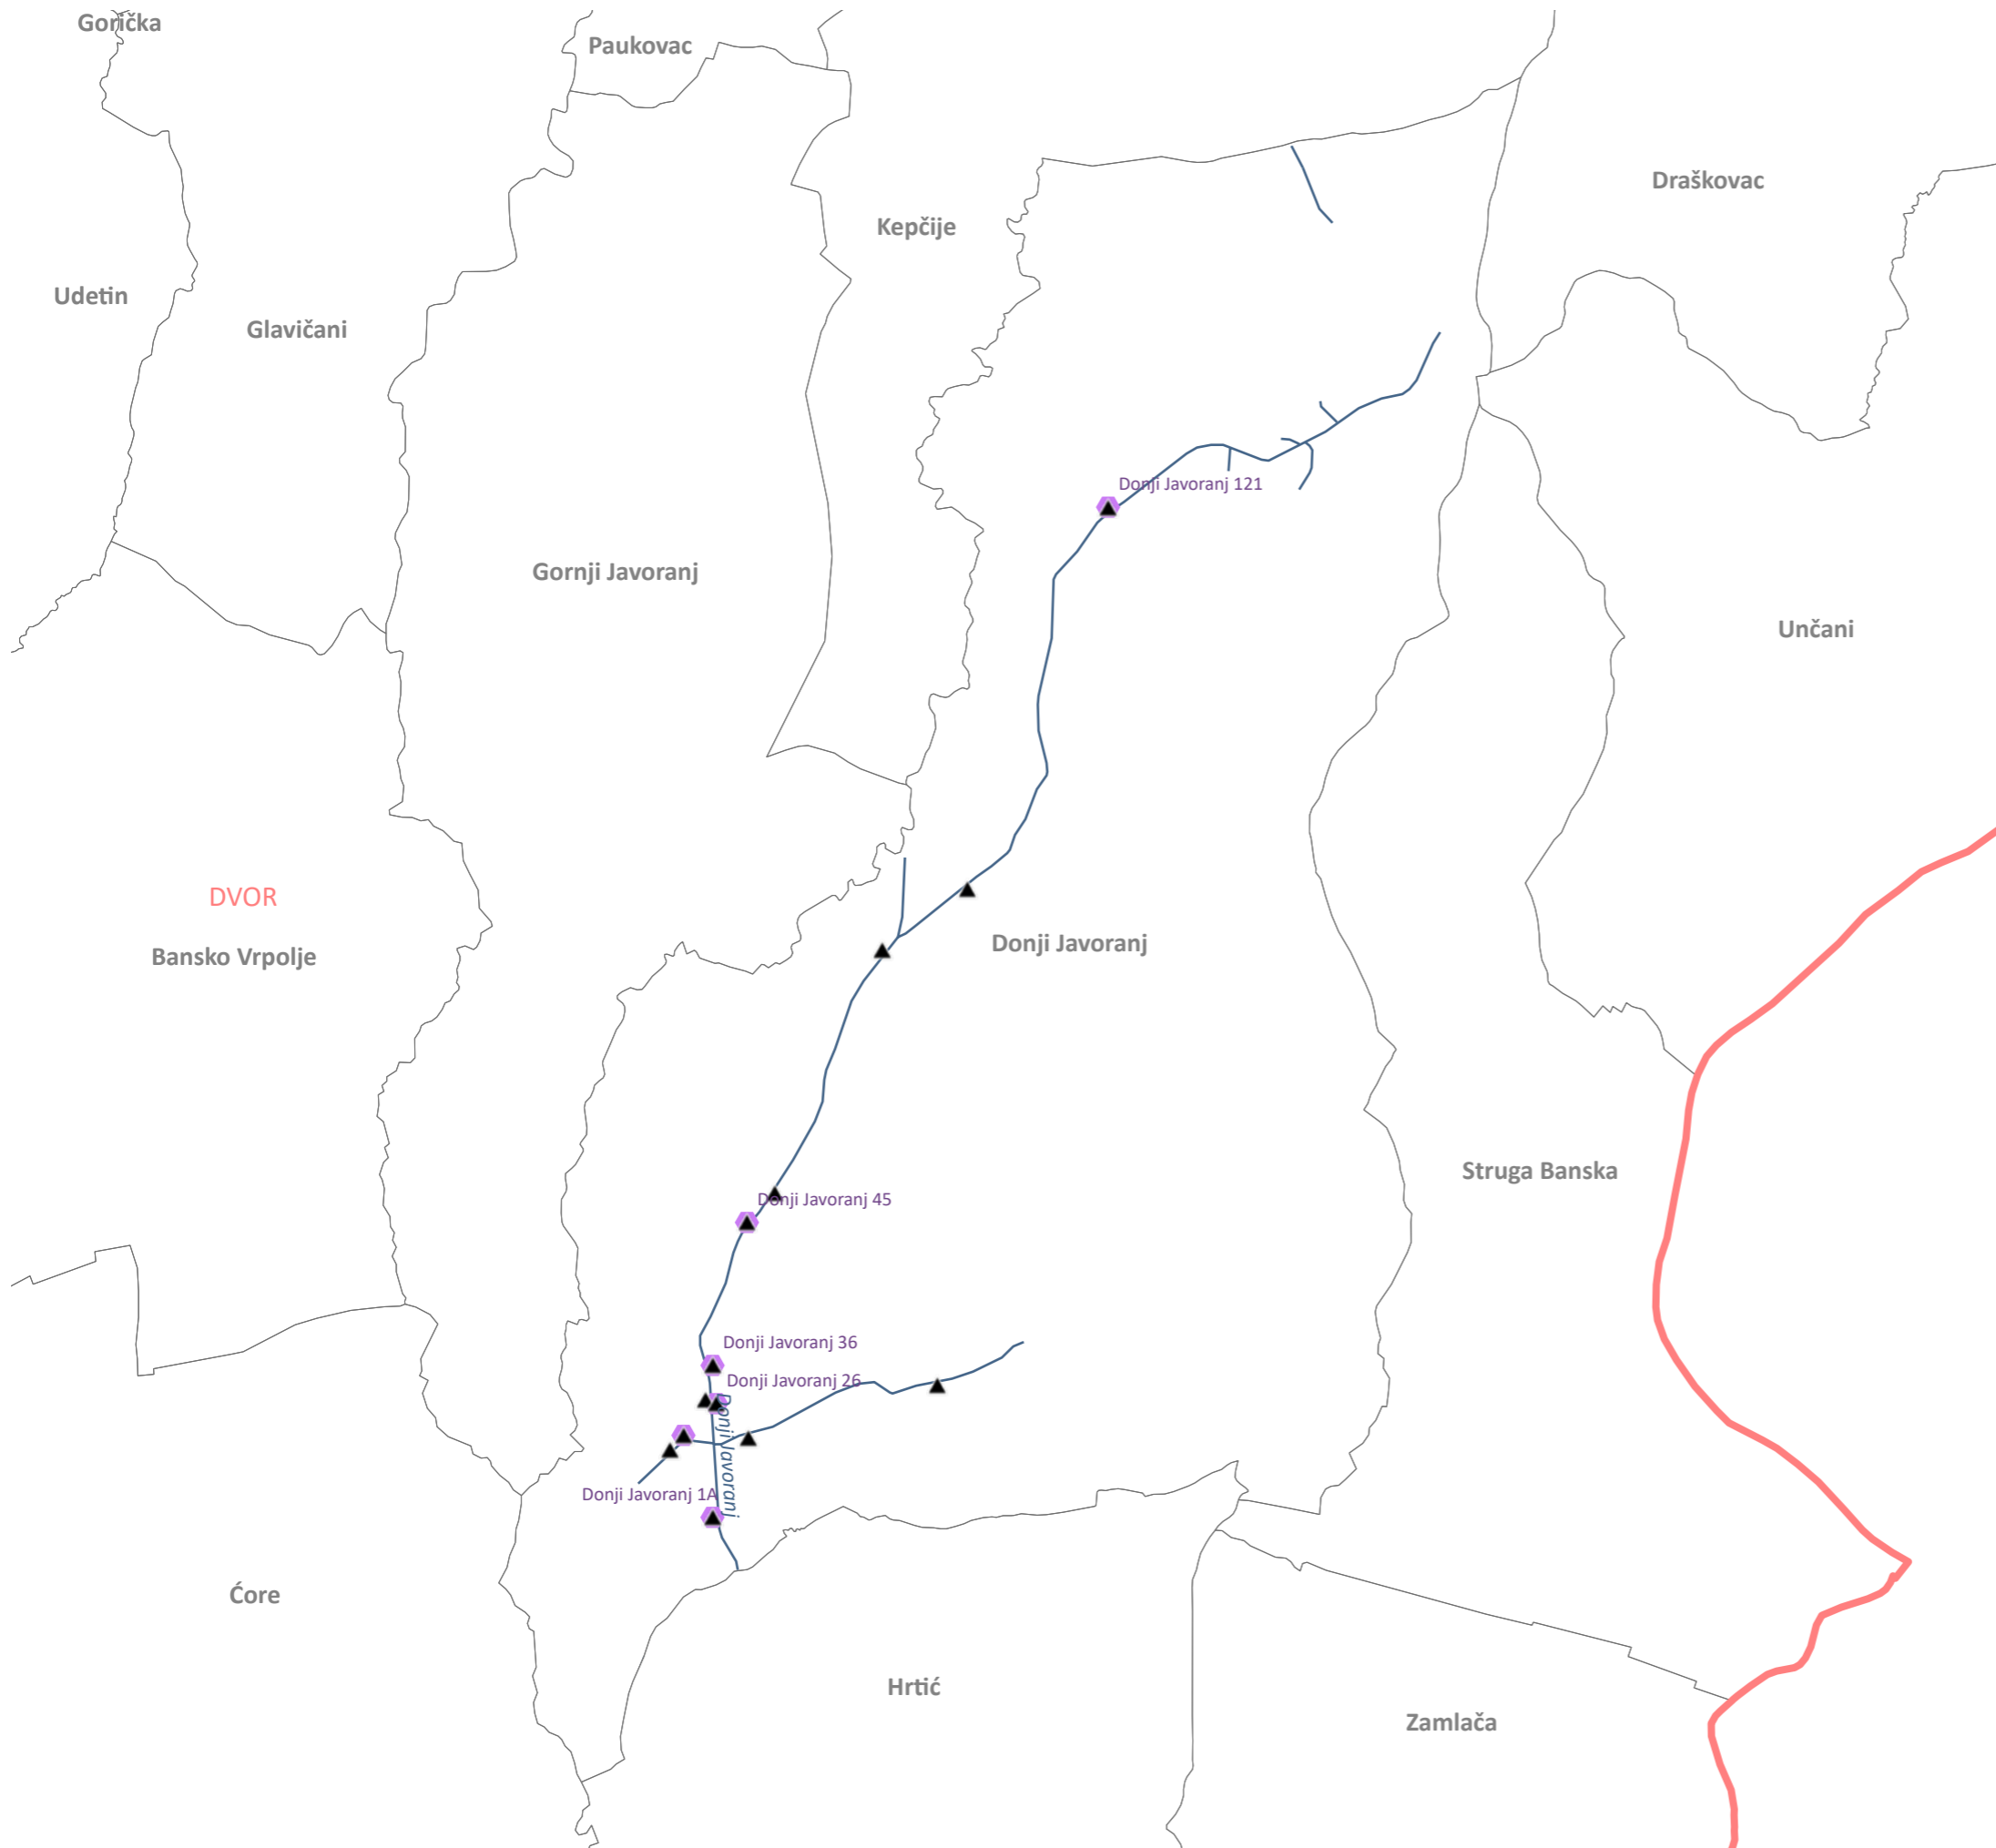 Gorička
Paukovac
Draškovac
Kepčije
Udetin
Glavičani
Donji Javoranj 121
Gornji Javoranj
Unčani
DVOR
Bansko Vrpolje
Donji Javoranj
Struga Banska
Donji Javoranj 45
Donji Javoranj 36
Donji Javoranj 26
Donji Javoranj
Donji Javoranj 1A
Ćore
Hrtić
Zamlača